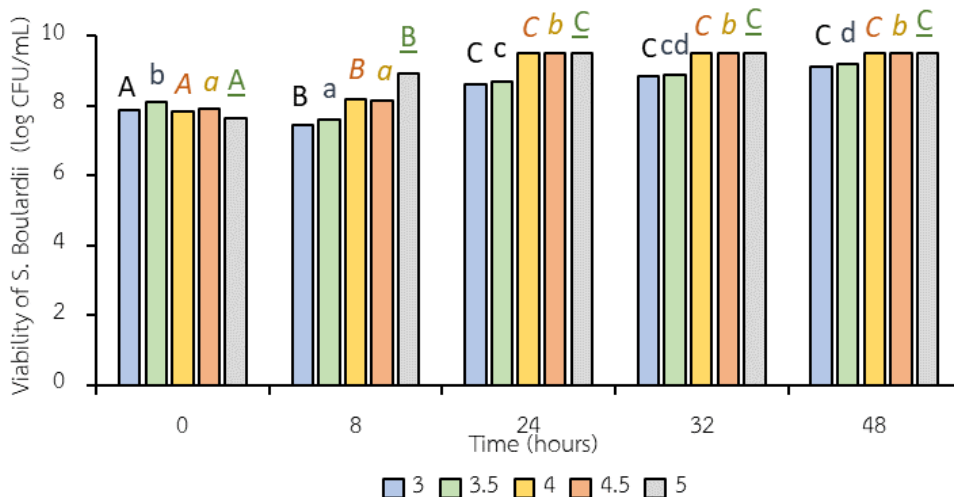 Viability of S. Boulardii (log CFU/mL)
10
8
6
4
2
0
A b A a A
B a B a B
C c C b C
C cd C b C
C d C b C
0 8 24 32 48
Time (hours)
3 3.5 4 4.5 5